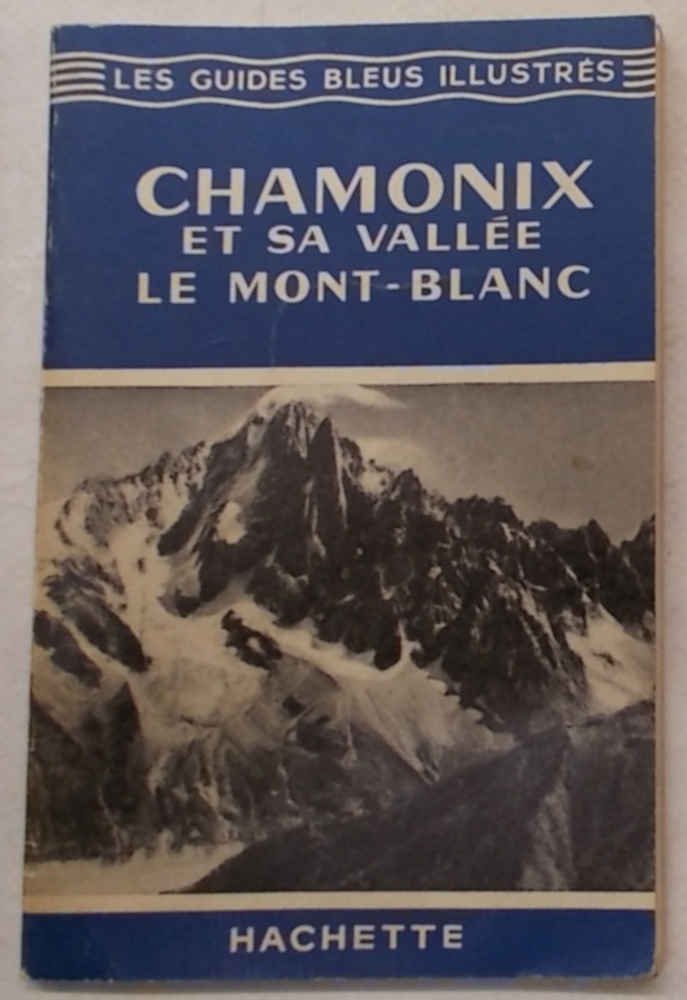 LES GUIDES BLEUS ILLUSTRÉS
CHAMONIX
ET SA VALLÉE
LE MONT-BLANC
HACHETTE